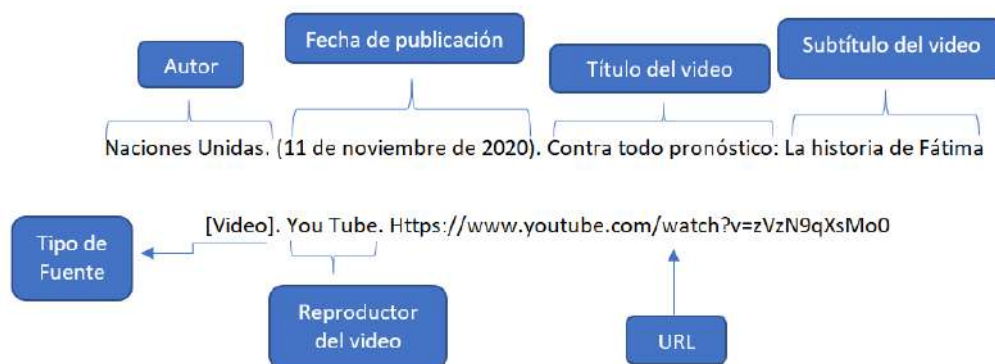 Autor
Fecha de publicación
Título del video
Subtítulo del video
Naciones Unidas. (11 de noviembre de 2020). Contra todo pronóstico: La historia de Fátima
[Video]. You Tube. Https://www.youtube.com/watch?v=zVzN9qXsMo0
Tipo de
Fuente
Reproductor
del video
URL